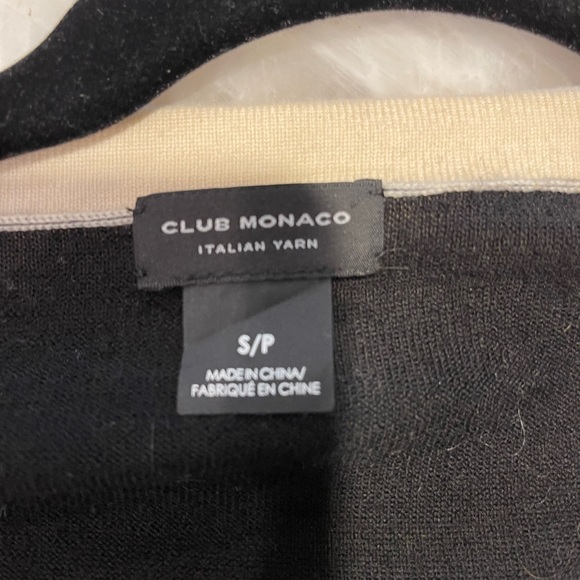 CLUB MONACO
ITALIAN YARN
S/P
MADE IN CHINA/
FABRIQUÉ EN CHINE